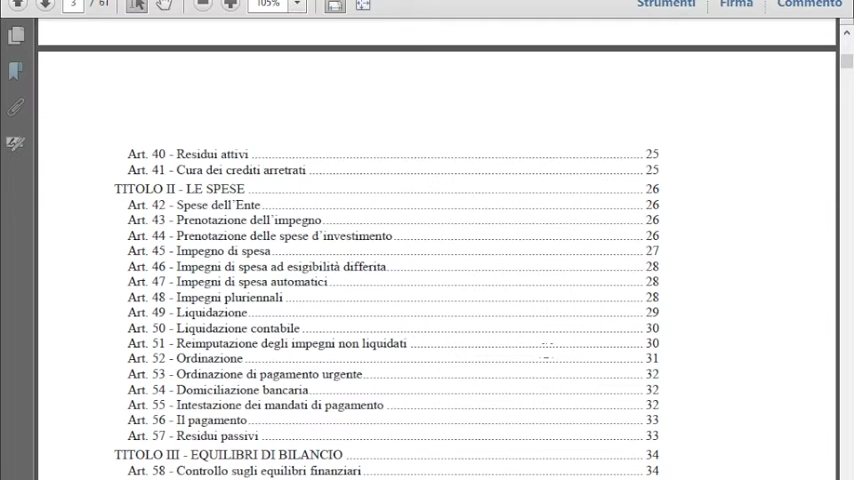 3 / 61 105% Strumenti Firma Commento
Art. 40 - Residui attivi 25
Art. 41 - Cura dei crediti arretrati 25
TITOLO II - LE SPESE 26
Art. 42 - Spese dell'Ente 26
Art. 43 - Prenotazione dell'impegno 26
Art. 44 - Prenotazione delle spese d'investimento 26
Art. 45 - Impegno di spesa 27
Art. 46 - Impegni di spesa ad esigibilità differita 28
Art. 47 - Impegni di spesa automatici 28
Art. 48 - Impegni pluriennali 28
Art. 49 - Liquidazione 29
Art. 50 - Liquidazione contabile 30
Art. 51 - Reimputazione degli impegni non liquidati 30
Art. 52 - Ordinazione 31
Art. 53 - Ordinazione di pagamento urgente 32
Art. 54 - Domiciliazione bancaria 32
Art. 55 - Intestazione dei mandati di pagamento 32
Art. 56 - Il pagamento 33
Art. 57 - Residui passivi 33
TITOLO III - EQUILIBRI DI BILANCIO 34
Art. 58 - Controllo sugli equilibri finanziari 34